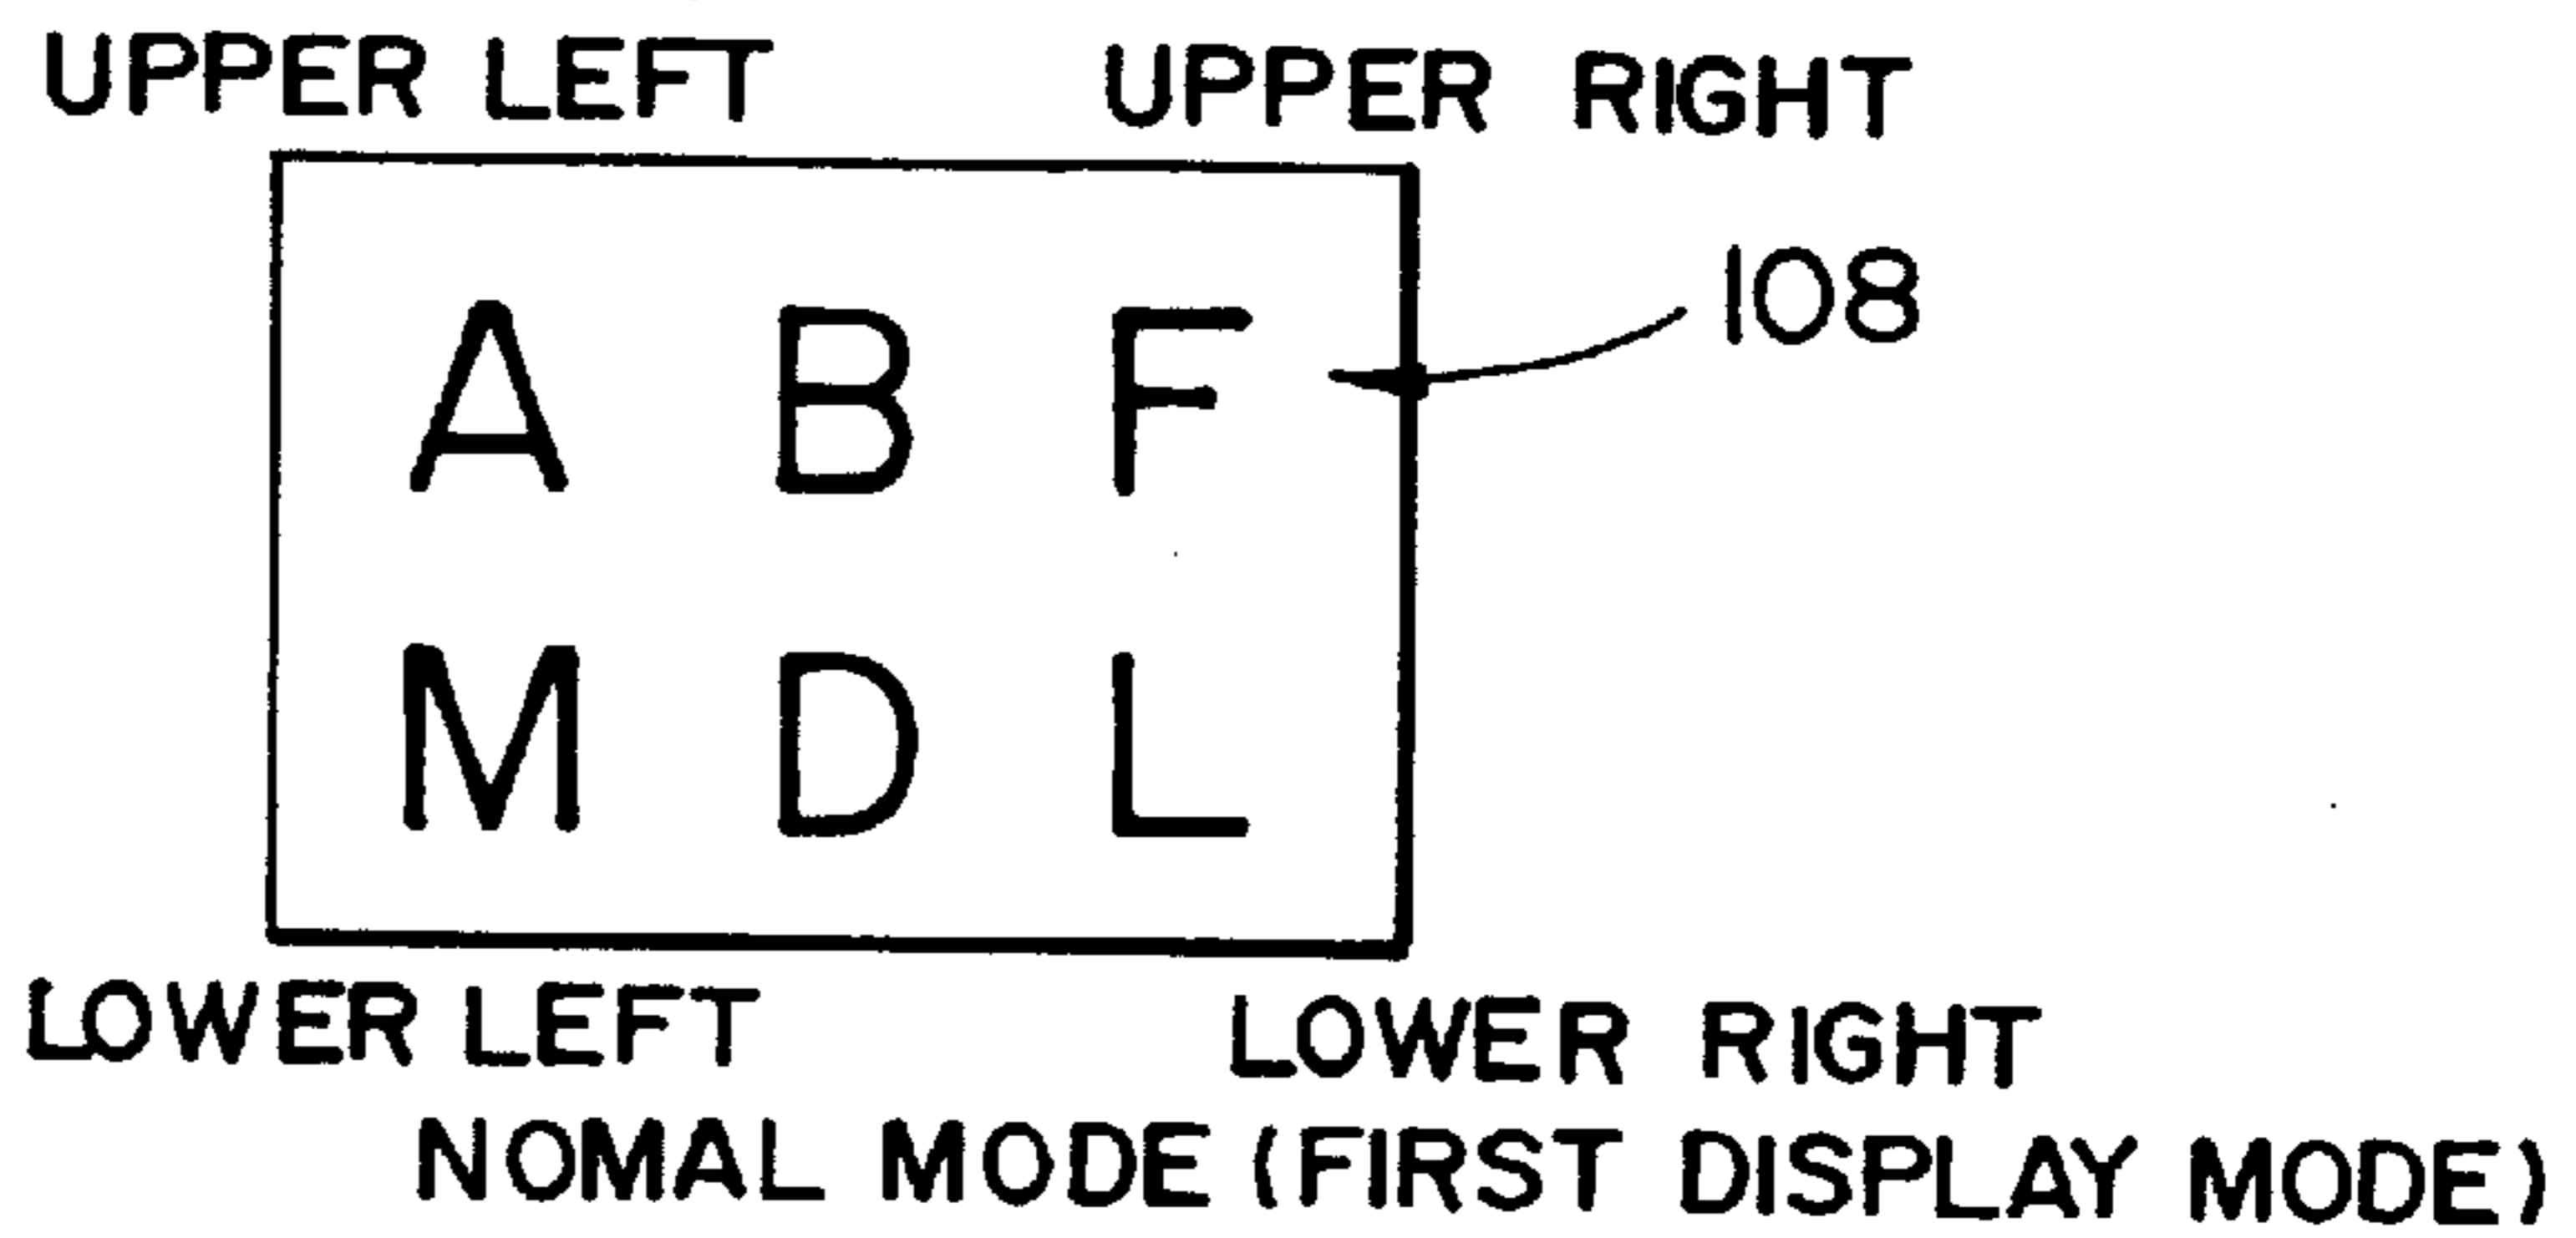 UPPER LEFT UPPER RIGHT
108
A B F
M D L
LOWER LEFT LOWER RIGHT
NOMAL MODE (FIRST DISPLAY MODE)